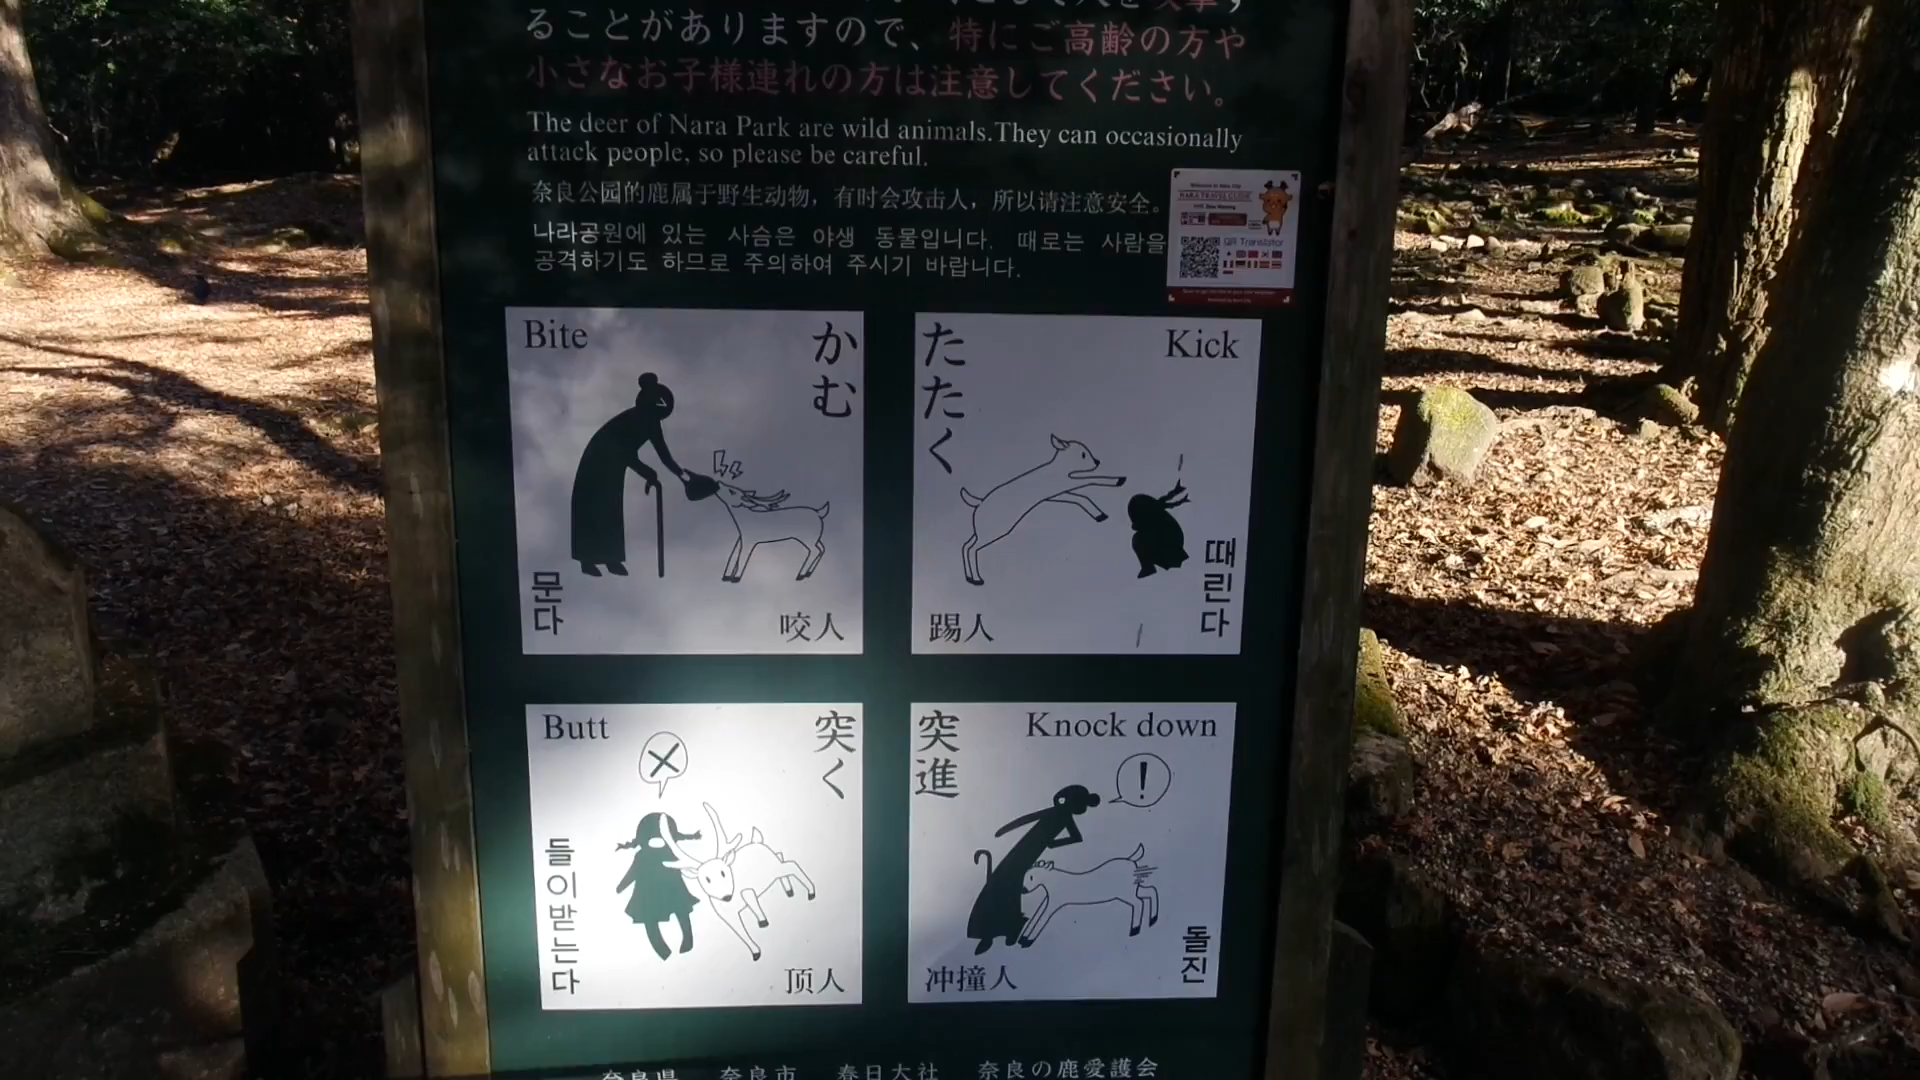 ることがありますので、特にご高齢の方や
小さなお子様連れの方は注意してください。
The deer of Nara Park are wild animals.They can occasionally
attack people, so please be careful.
奈良公园的鹿属于野生动物，有时会攻击人，所以请注意安全。
나라공원에 있는 사슴은 야생 동물입니다. 때로는 사람을
공격하기도 하므로 주의하여 주시기 바랍니다.
NARA TRAVEL GUIDE
QR Translator
Bite
かむ
문다
咬人
たたく
Kick
때린다
踢人
Butt
突く
들이받는다
顶人
突進
Knock down
돌진
冲撞人
奈良県 奈良市 春日大社 奈良の鹿愛護会